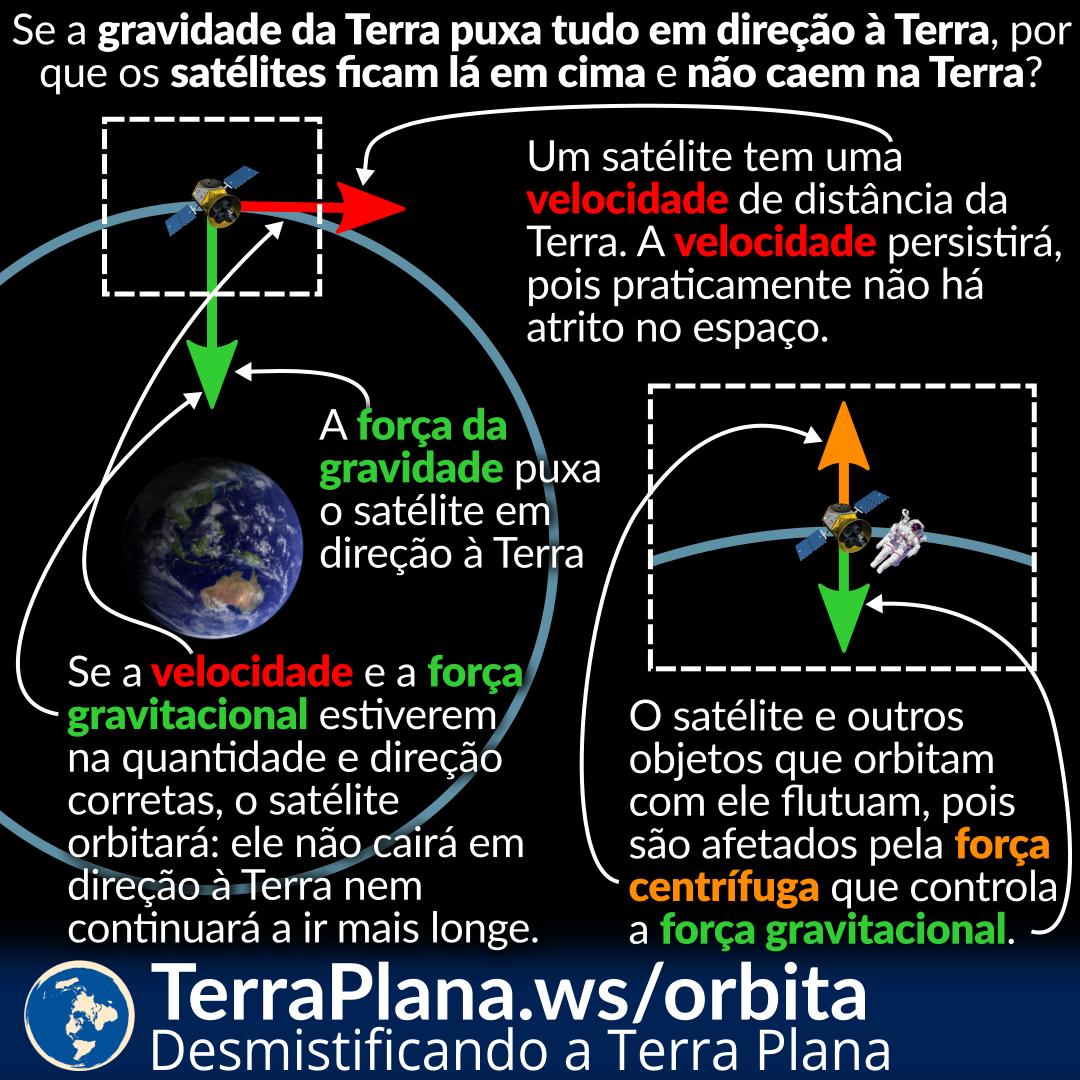 Se a gravidade da Terra puxa tudo em direção à Terra, por
que os satélites ficam lá em cima e não caem na Terra?
Um satélite tem uma
velocidade de distância da
Terra. A velocidade persistirá,
pois praticamente não há
atrito no espaço.
A força da
gravidade puxa
o satélite em
direção à Terra
Se a velocidade e a força
gravitacional estiverem
na quantidade e direção
corretas, o satélite
orbitará: ele não cairá em
direção à Terra nem
continuará a ir mais longe.
O satélite e outros
objetos que orbitam
com ele flutuam, pois
são afetados pela força
centrífuga que controla
a força gravitacional.
TerraPlana.ws/orbita
Desmistificando a Terra Plana